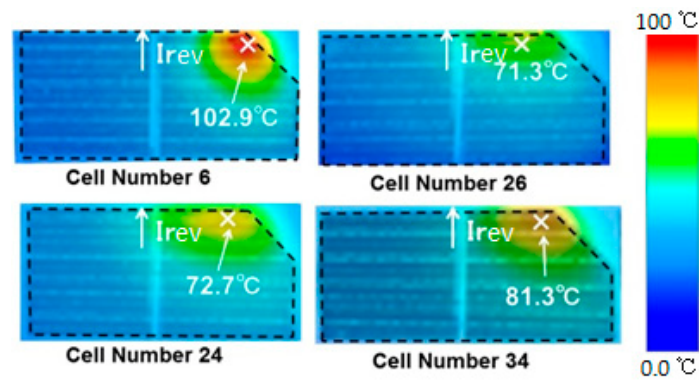 100 ℃
Irev
102.9℃
Cell Number 6
Irev
71.3℃
Cell Number 26
Irev
72.7℃
Cell Number 24
Irev
81.3℃
Cell Number 34
0.0 ℃